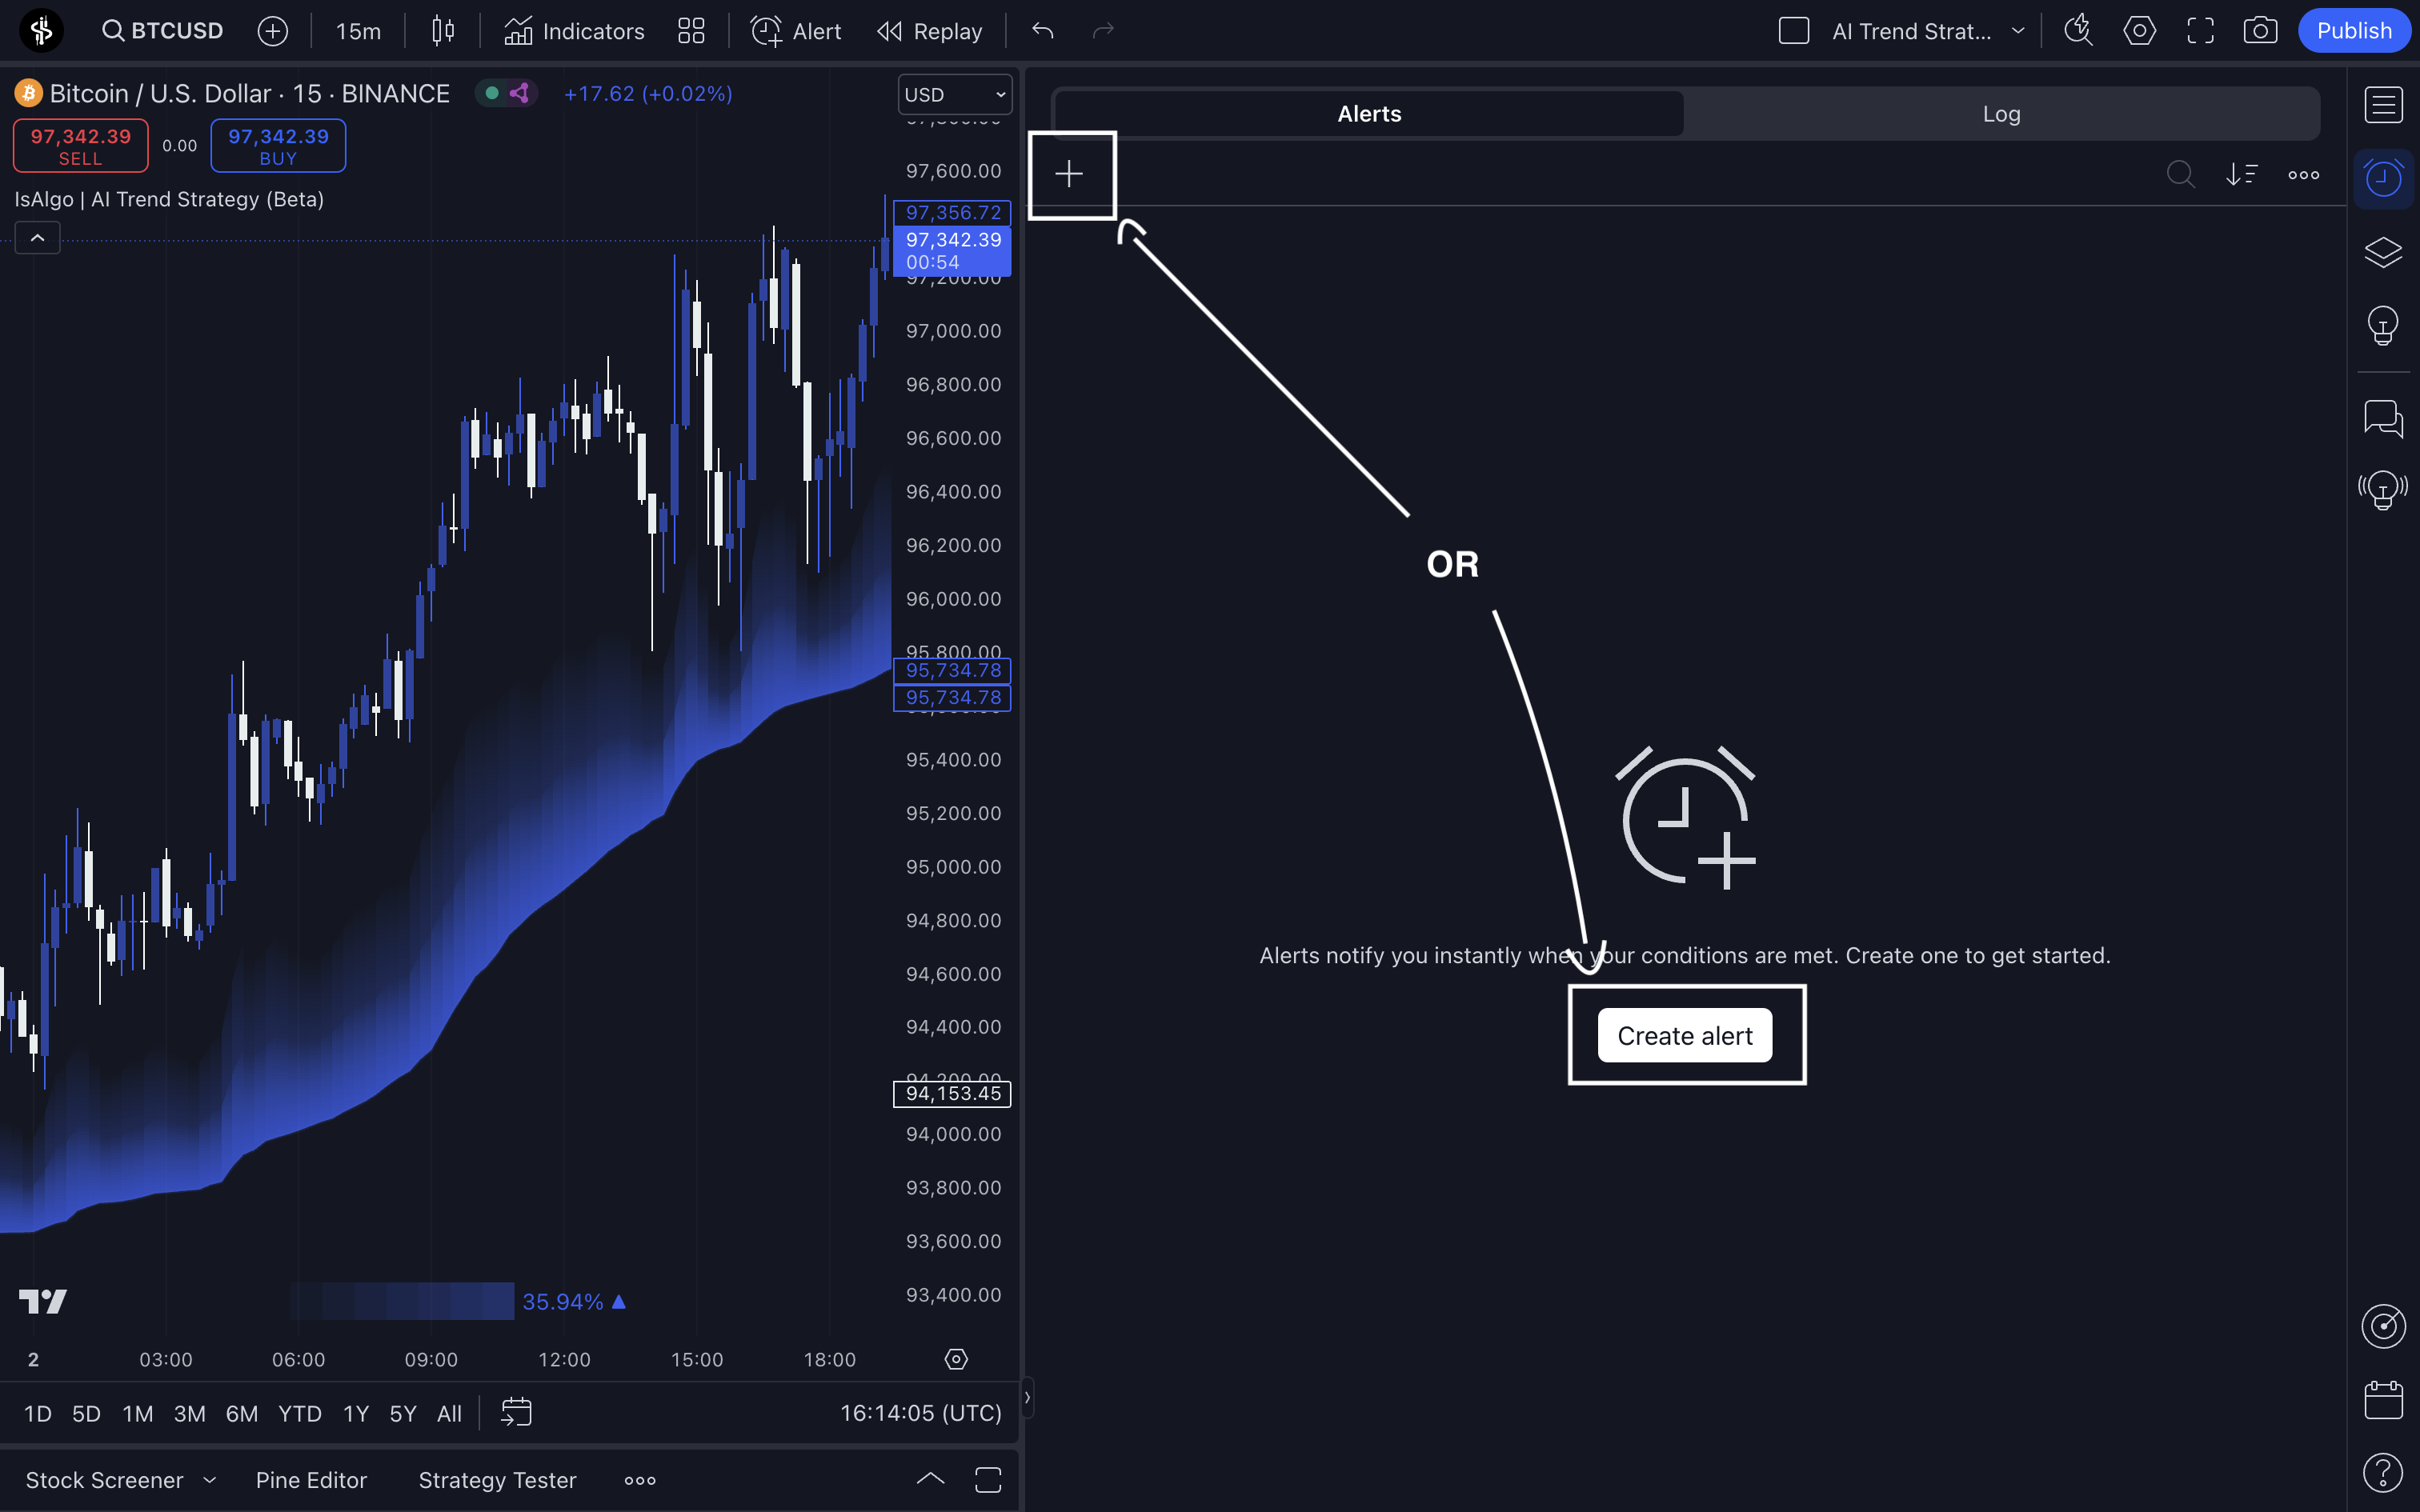 BTCUSD
15m
Indicators
Alert
Replay
AI Trend Strat...
Publish
Bitcoin / U.S. Dollar · 15 · BINANCE
+17.62 (+0.02%)
USD
97,342.39
SELL
0.00
97,342.39
BUY
IsAlgo | AI Trend Strategy (Beta)
Alerts
Log
97,600.00
97,356.72
97,342.39
00:54
97,200.00
97,000.00
96,800.00
96,600.00
96,400.00
96,200.00
96,000.00
95,800.00
95,734.78
95,734.78
95,400.00
95,200.00
95,000.00
94,800.00
94,600.00
94,400.00
94,200.00
94,153.45
94,000.00
93,800.00
93,600.00
93,400.00
OR
Alerts notify you instantly when your conditions are met. Create one to get started.
Create alert
35.94%
2
03:00
06:00
09:00
12:00
15:00
18:00
1D
5D
1M
3M
6M
YTD
1Y
5Y
All
16:14:05 (UTC)
Stock Screener
Pine Editor
Strategy Tester